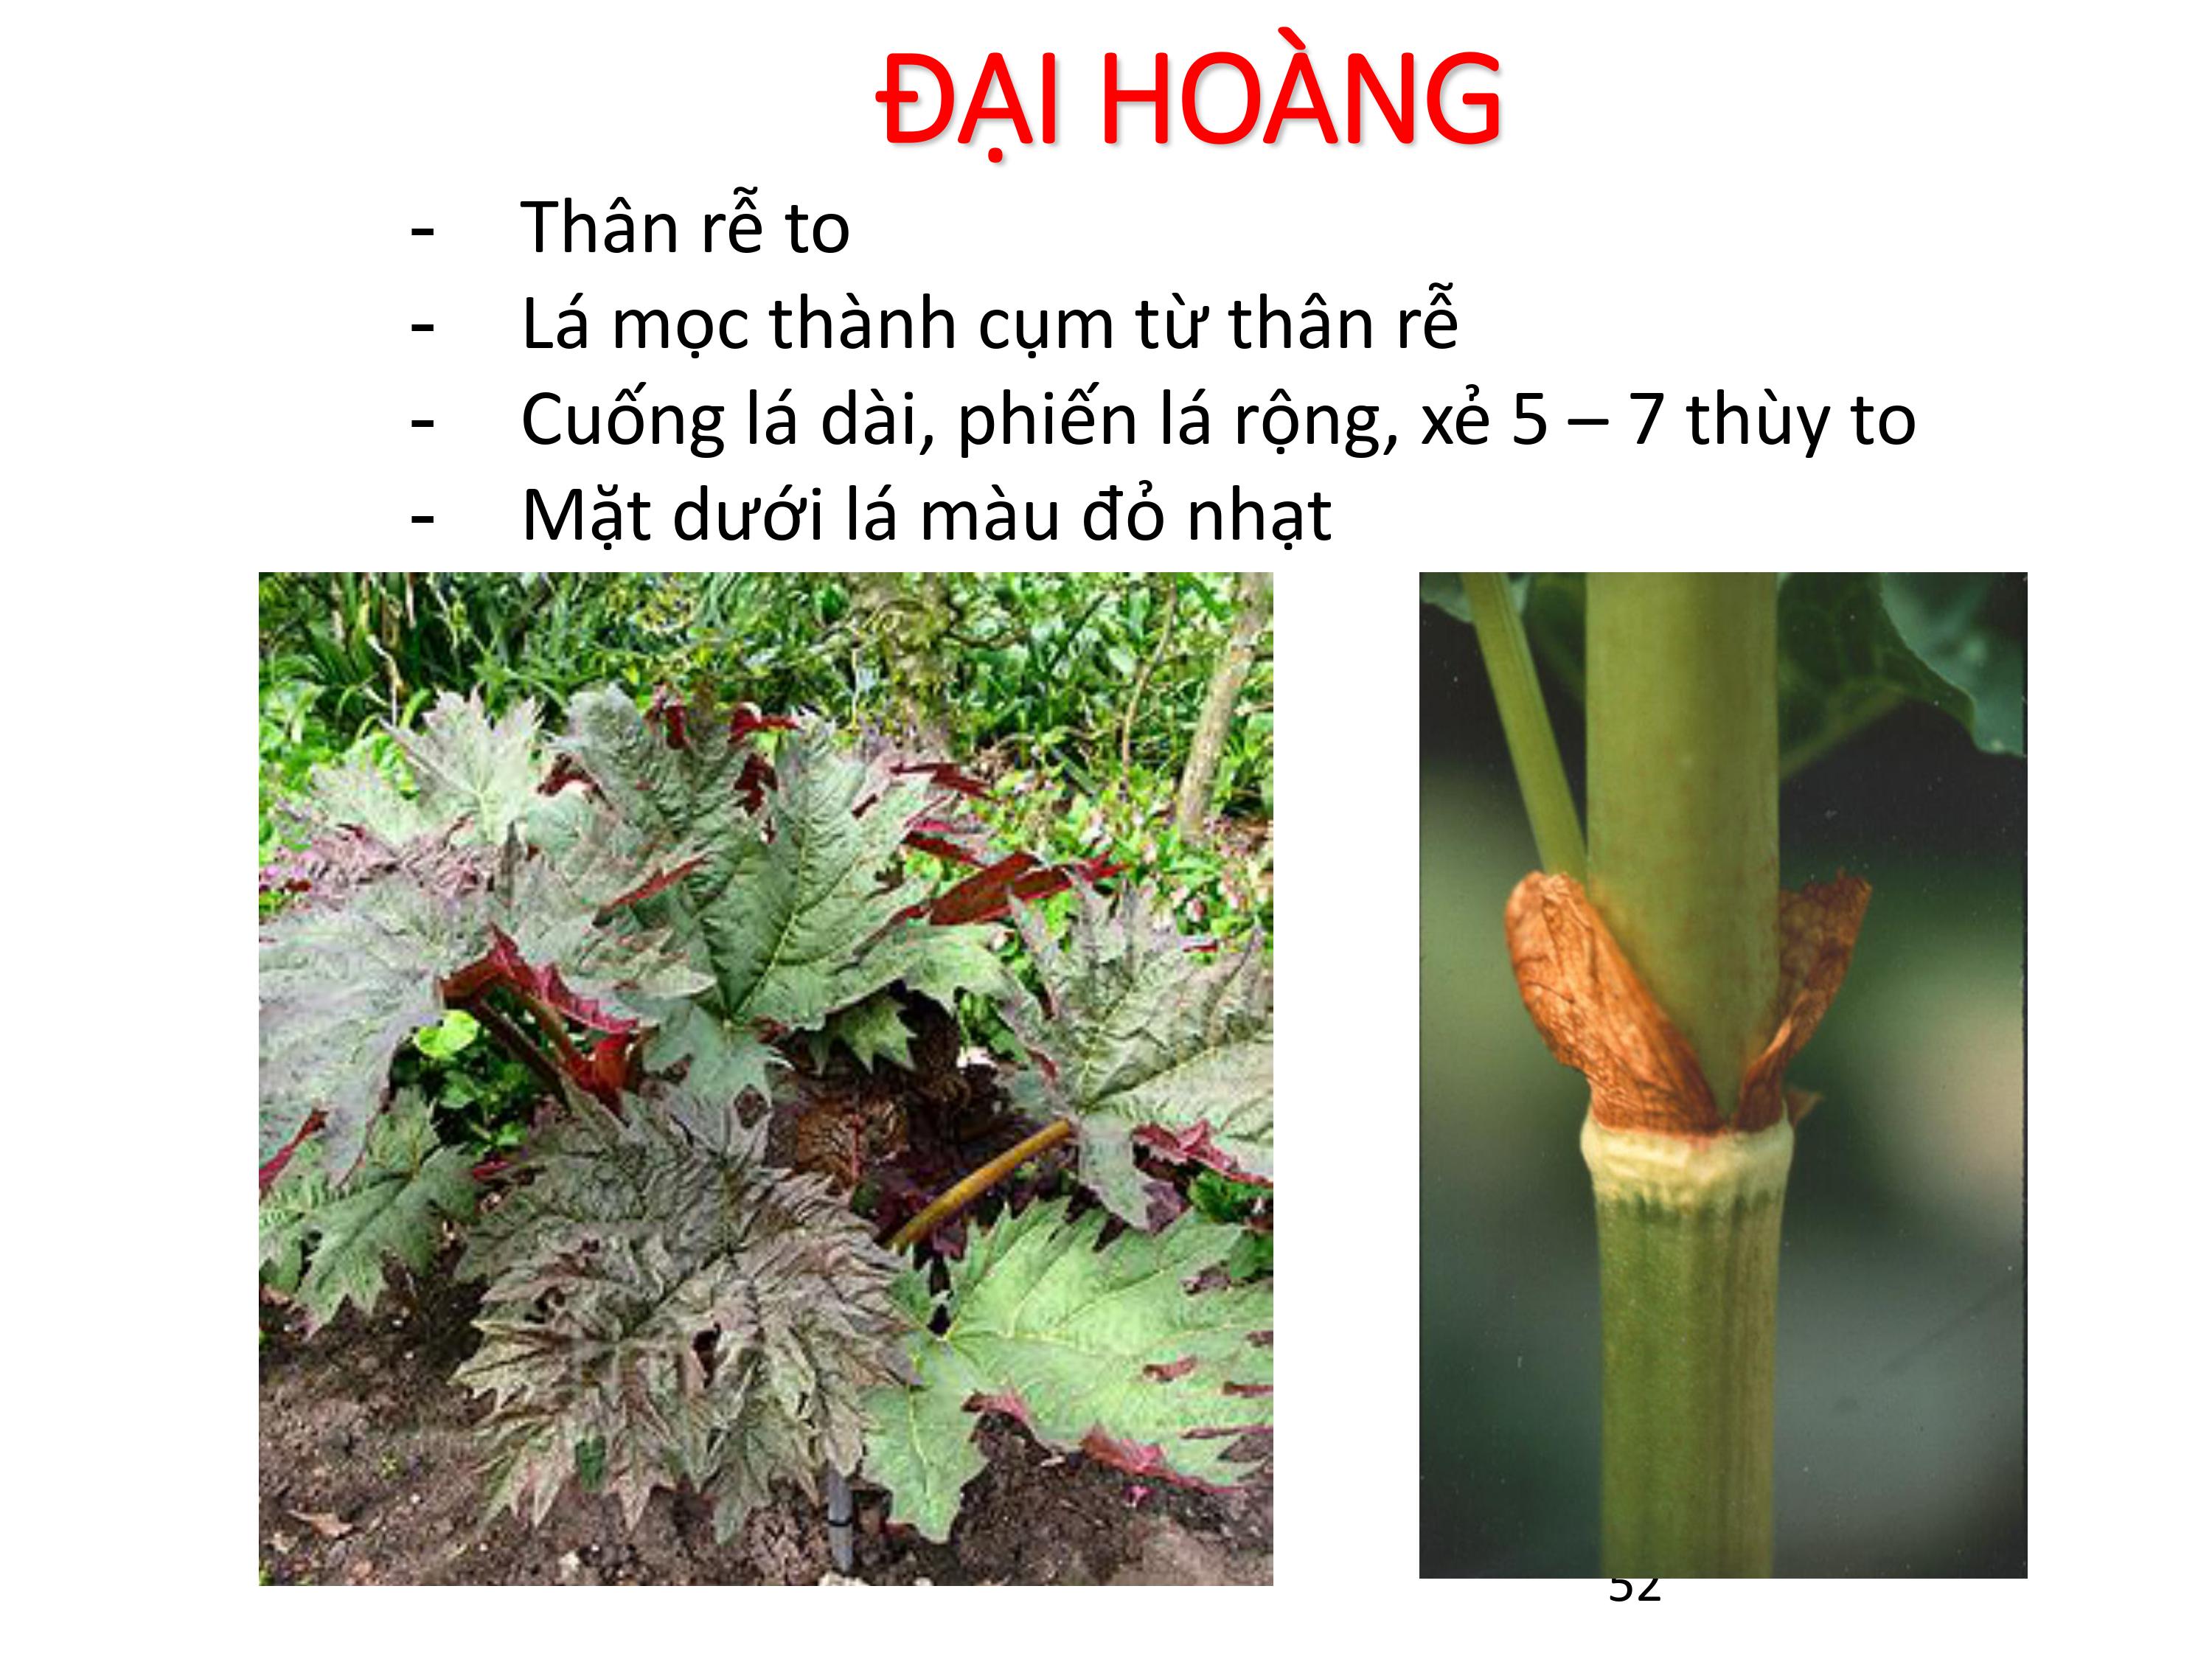 ĐẠI HOÀNG
- Thân rễ to
- Lá mọc thành cụm từ thân rễ
- Cuống lá dài, phiến lá rộng, xẻ 5 – 7 thùy to
- Mặt dưới lá màu đỏ nhạt
52